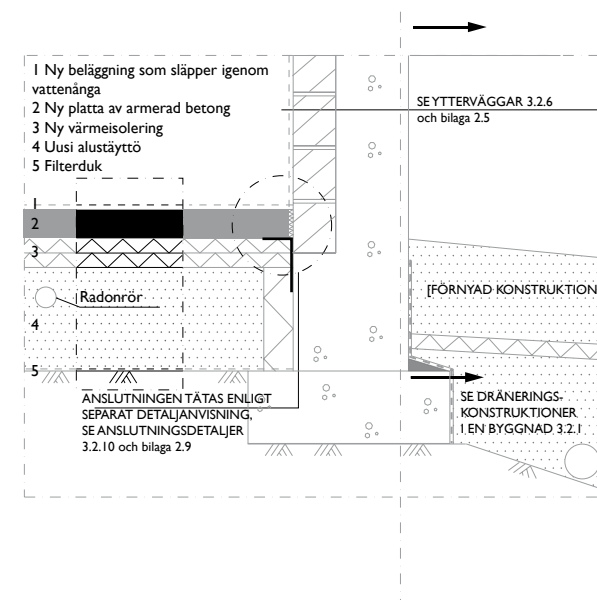 1 Ny beläggning som släpper igenom
vattenånga
2 Ny platta av armerad betong
3 Ny värmeisolering
4 Uusi alustäyttö
5 Filterduk
SE YTTERVÄGGAR 3.2.6
och bilaga 2.5
1
2
3
[FÖRNYAD KONSTRUKTION
Radonrör
4
5
ANSLUTNINGEN TÄTAS ENLIGT
SEPARAT DETALJANVISNING,
SE ANSLUTNINGSDETALJER
3.2.10 och bilaga 2.9
SE DRÄNERINGS-
KONSTRUKTIONER
I EN BYGGNAD 3.2.1